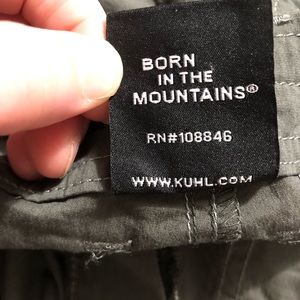 BORN
IN THE
MOUNTAINS®
RN#108846
WWW.KUHL.COM